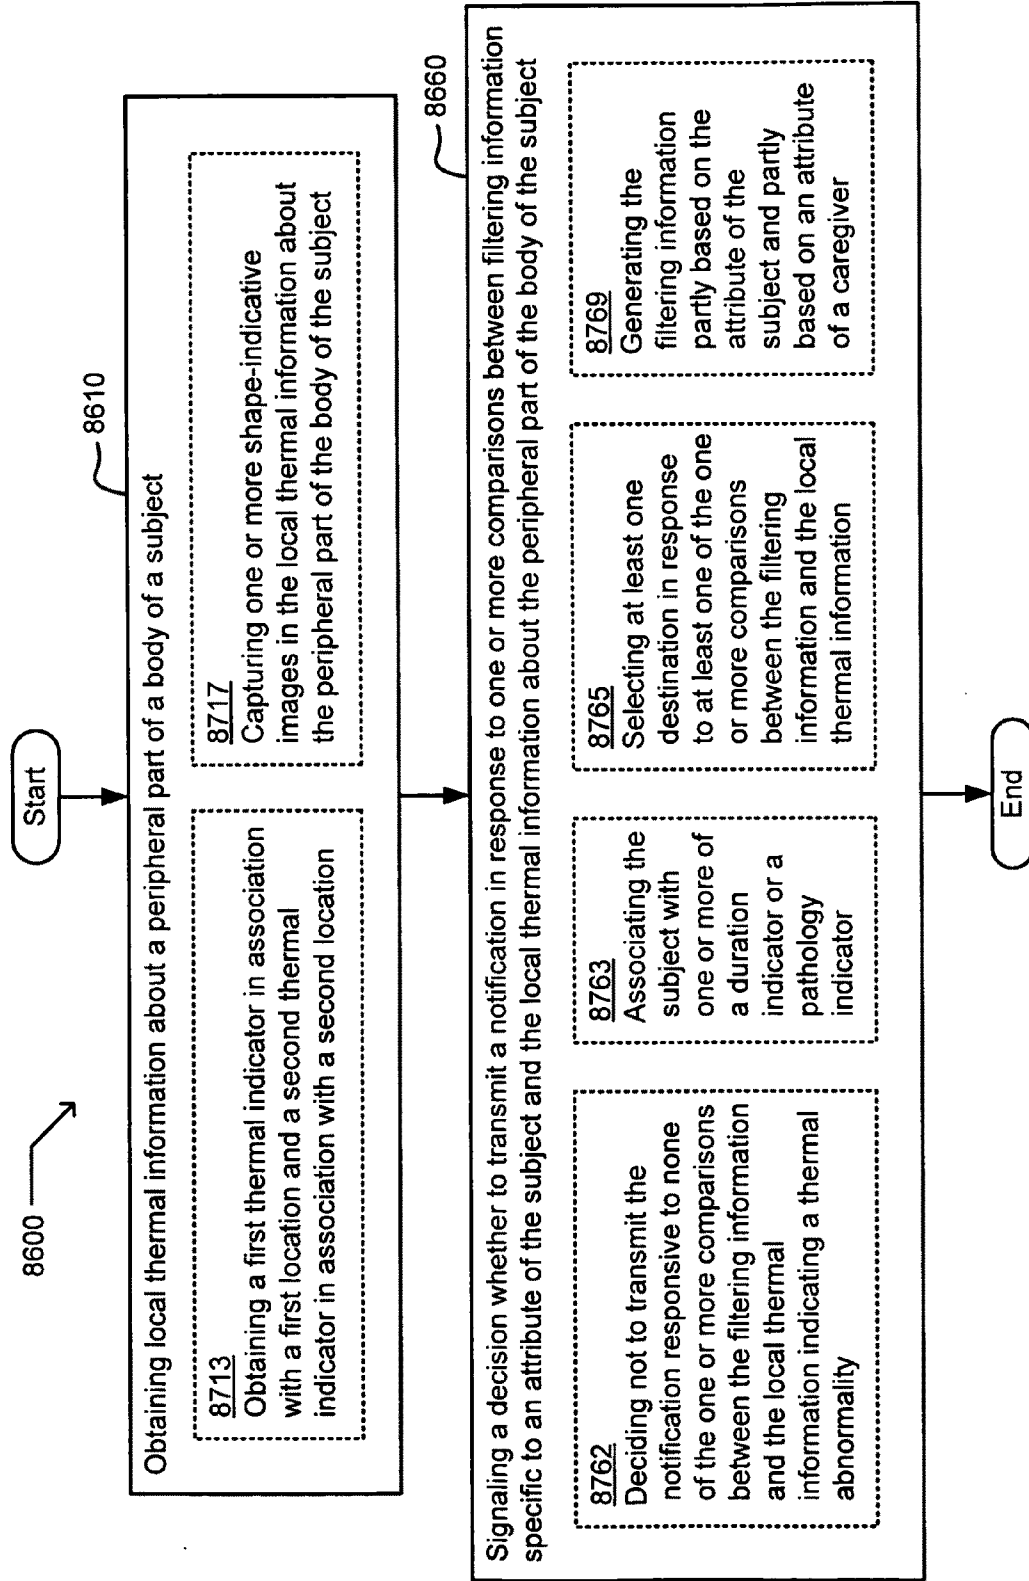 8600
Start
8610
Obtaining local thermal information about a peripheral part of a body of a subject
8713
Obtaining a first thermal indicator in association
with a first location and a second thermal
indicator in association with a second location
8717
Capturing one or more shape-indicative
images in the local thermal information about
the peripheral part of the body of the subject
8660
Signaling a decision whether to transmit a notification in response to one or more comparisons between filtering information
specific to an attribute of the subject and the local thermal information about the peripheral part of the body of the subject
8762
Deciding not to transmit the
notification responsive to none
of the one or more comparisons
between the filtering information
and the local thermal
information indicating a thermal
abnormality
8763
Associating the
subject with
one or more of
a duration
indicator or a
pathology
indicator
8765
Selecting at least one
destination in response
to at least one of the one
or more comparisons
between the filtering
information and the local
thermal information
8769
Generating the
filtering information
partly based on the
attribute of the
subject and partly
based on an attribute
of a caregiver
End